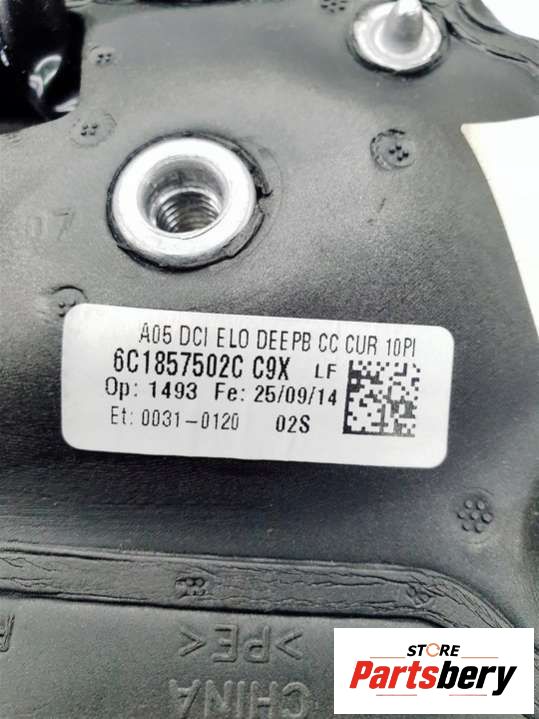 07
A05 DCI ELO DEEPB CC CUR 10PI
6C1857502C C9X LF
Op: 1493 Fe: 25/09/14
Et: 0031-0120 02S
>PE<
CHINA
STORE
Partsbery